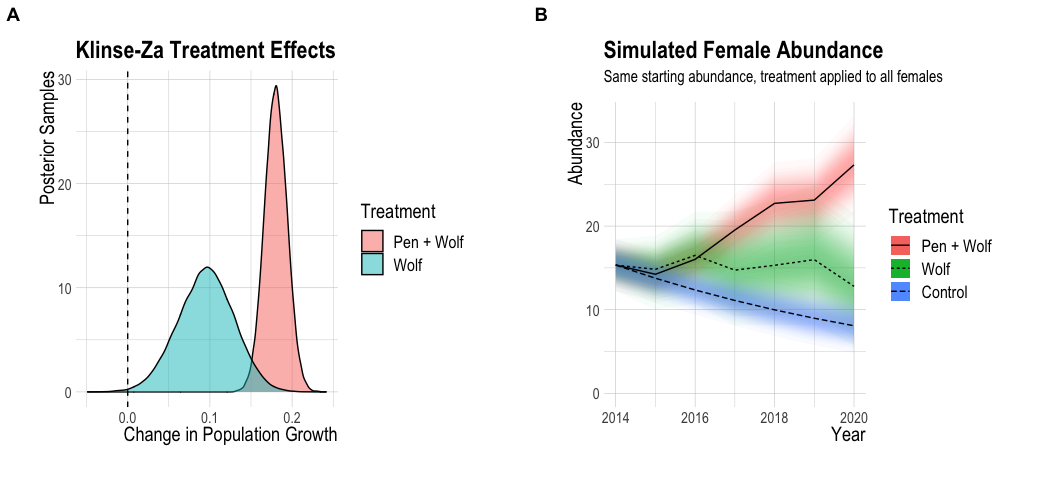 A
Klinse-Za Treatment Effects
Posterior Samples
30
20
10
0
0.0
0.1
0.2
Change in Population Growth
Treatment
Pen + Wolf
Wolf
B
Simulated Female Abundance
Same starting abundance, treatment applied to all females
Abundance
30
20
10
0
2014
2016
2018
2020
Year
Treatment
Pen + Wolf
Wolf
Control